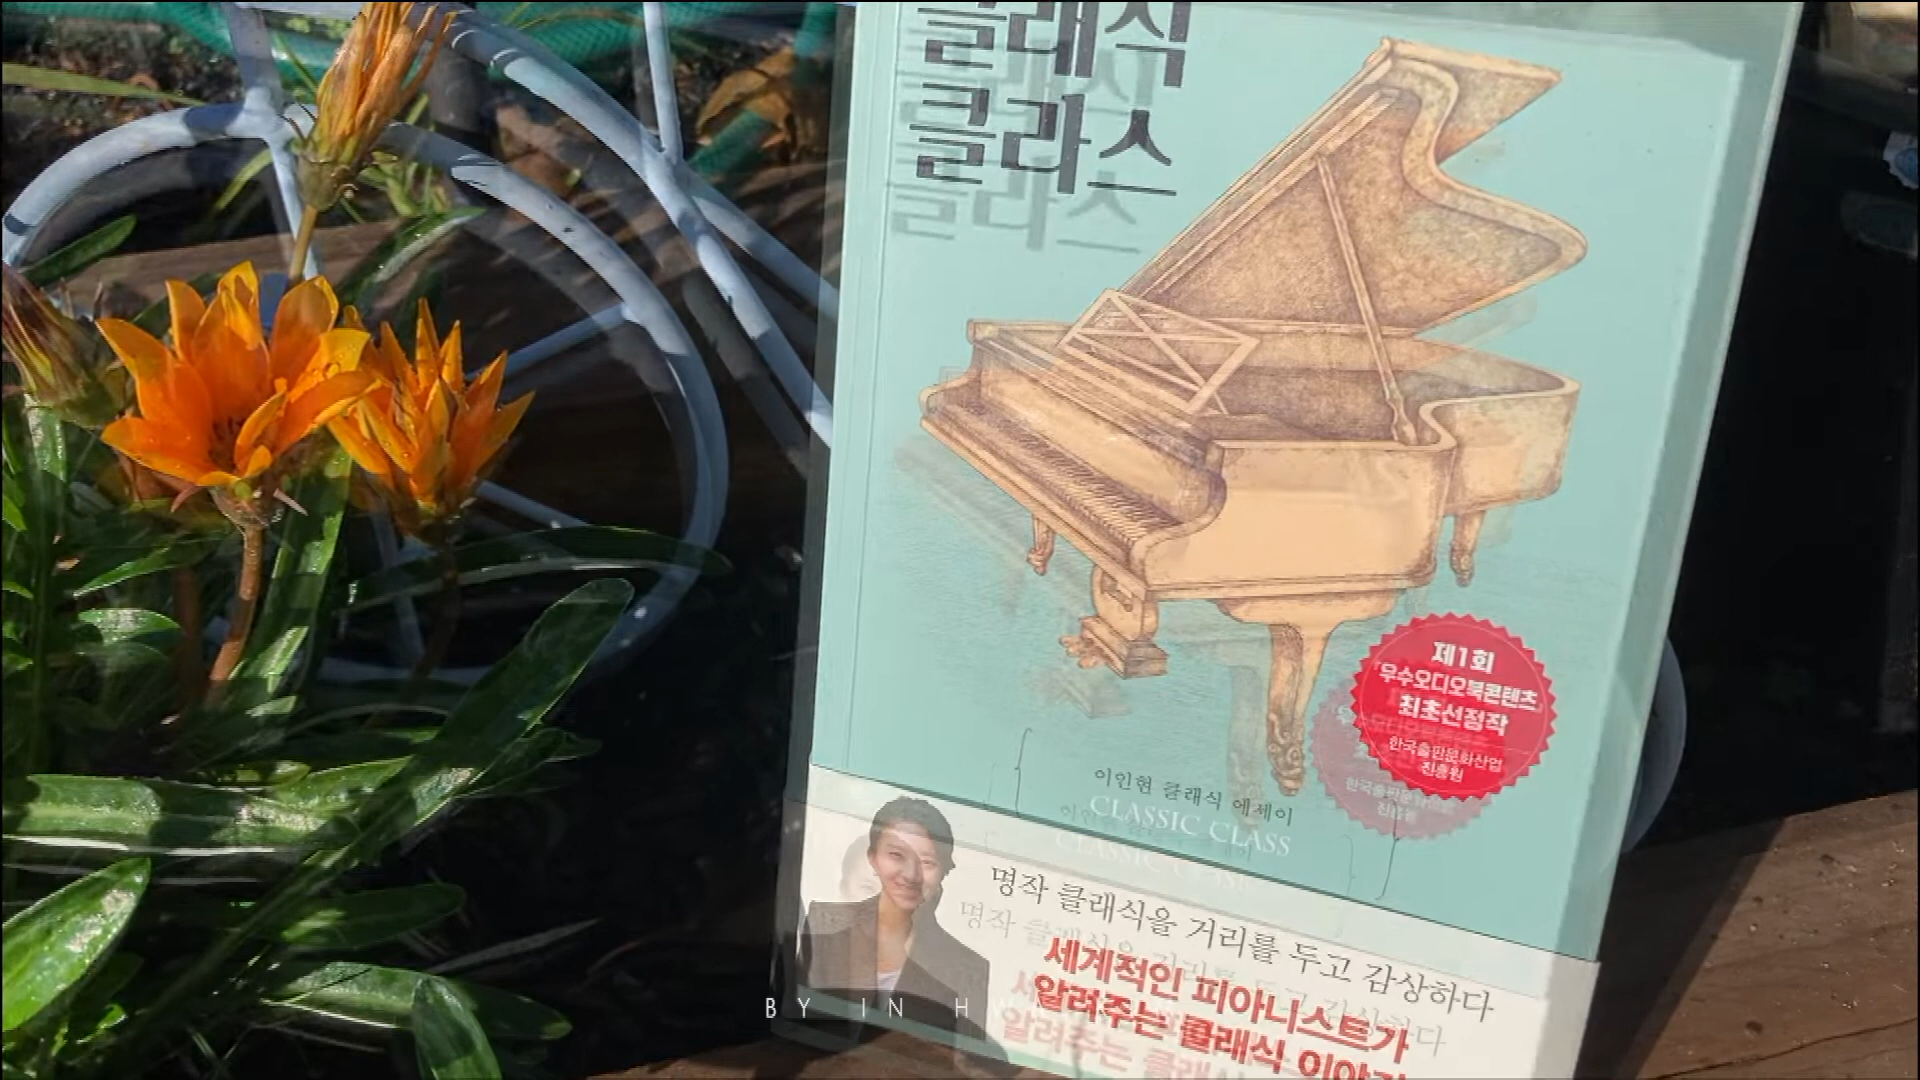 클래식
클라스
제1회
「우수오디오북콘텐츠」
최초선정작
한국출판문화산업
진흥원
이인현 클래식 에세이
CLASSIC CLASS
명작 클래식을 거리를 두고 감상하다
세계적인 피아니스트가
알려주는 클래식
BY IN